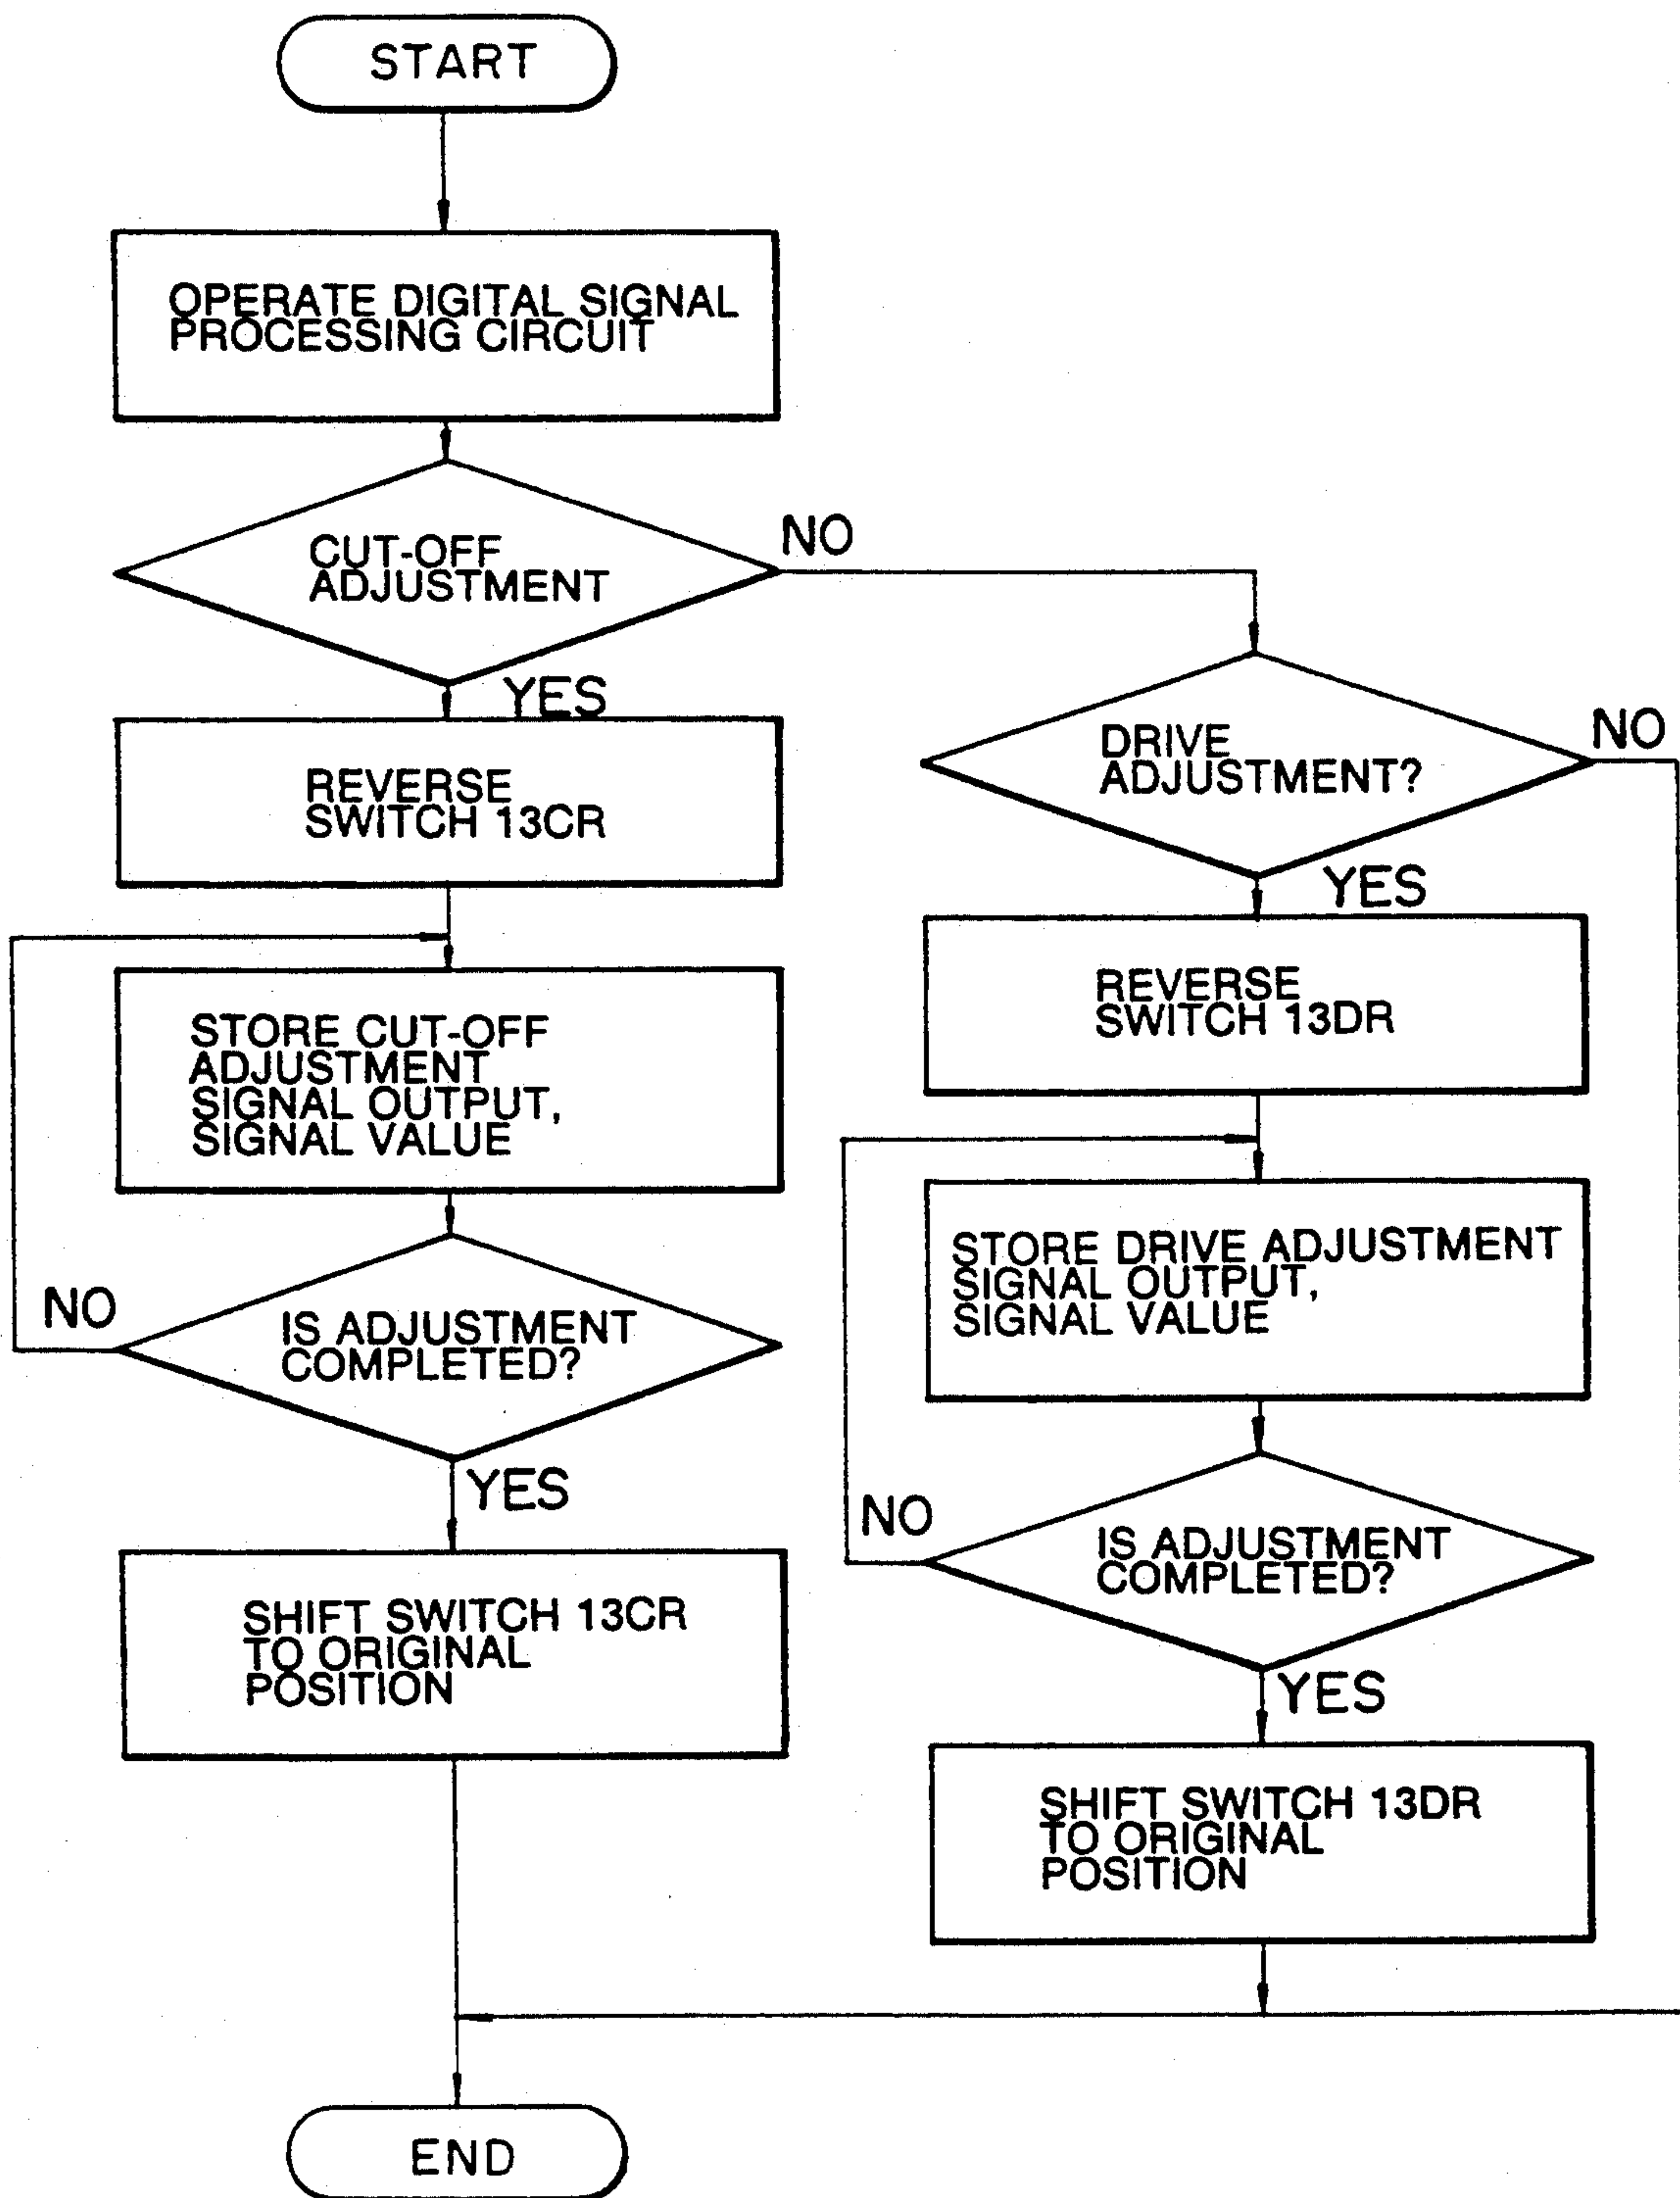 START
OPERATE DIGITAL SIGNAL
PROCESSING CIRCUIT
CUT-OFF
ADJUSTMENT
NO
YES
REVERSE
SWITCH 13CR
STORE CUT-OFF
ADJUSTMENT
SIGNAL OUTPUT,
SIGNAL VALUE
IS ADJUSTMENT
COMPLETED?
NO
YES
SHIFT SWITCH 13CR
TO ORIGINAL
POSITION
DRIVE
ADJUSTMENT?
NO
YES
REVERSE
SWITCH 13DR
STORE DRIVE ADJUSTMENT
SIGNAL OUTPUT,
SIGNAL VALUE
IS ADJUSTMENT
COMPLETED?
NO
YES
SHIFT SWITCH 13DR
TO ORIGINAL
POSITION
END